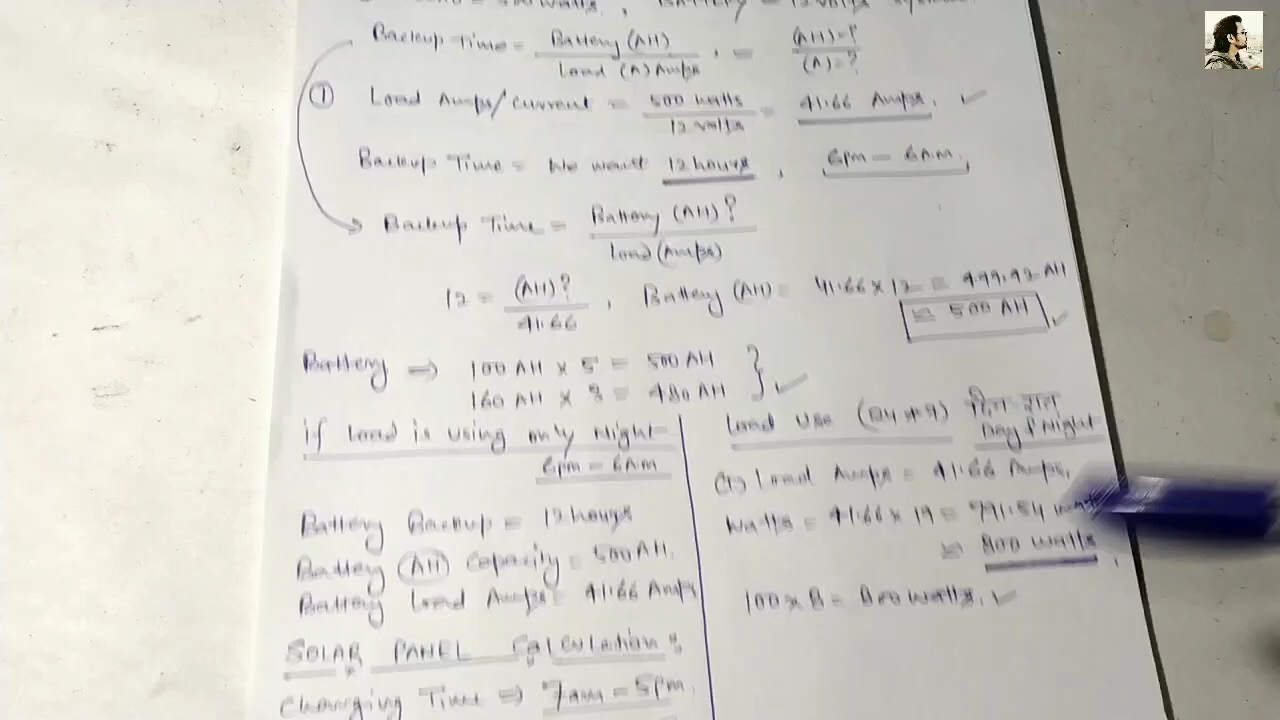 Backup Time = Battery (AH) / Load (A) Amps, = (AH)=? / (A)=?
① Load Amps/current = 500 watts / 12 volts = 41.66 Amps. ✓
Backup Time = We want 12 hours, 6pm – 6AM.
Backup Time = Battery (AH)? / Load (Amps)
12 = (AH)? / 41.66, Battery (AH) = 41.66 x 12 = 499.92 AH
≃ 500 AH ✓
Battery ⇒ 100 AH x 5 = 500 AH
160 AH x 3 = 480 AH } ✓
if Load is using only Night
6pm – 6AM
Battery Backup = 12 hours
Battery (AH) Capacity = 500 AH.
Battery Load Amps = 41.66 Amps
SOLAR PANEL Calculation :
Charging Time ⇒ 7am – 5pm.
Load Use (24 * 7) दिन रात
Day & Night
(1) Load Amps = 41.66 Amps.
Watts = 41.66 x 19 = 791.54 watt
≃ 800 watts
100 x 8 = 800 watts. ✓